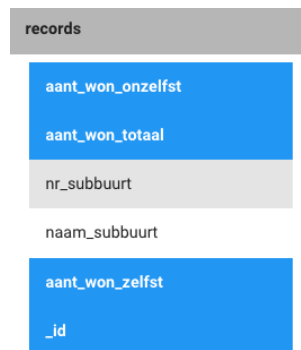 records
aant_won_onzelfst
aant_won_totaal
nr_subbuurt
naam_subbuurt
aant_won_zelfst
_id